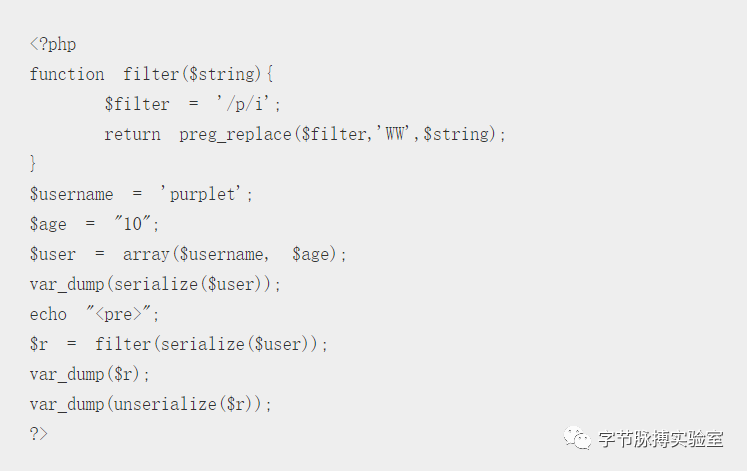 <?php
function filter($string){
        $filter = '/p/i';
        return preg_replace($filter,'WW',$string);
}
$username = 'purplet';
$age = "10";
$user = array($username, $age);
var_dump(serialize($user));
echo "<pre>";
$r = filter(serialize($user));
var_dump($r);
var_dump(unserialize($r));
?>
字节脉搏实验室